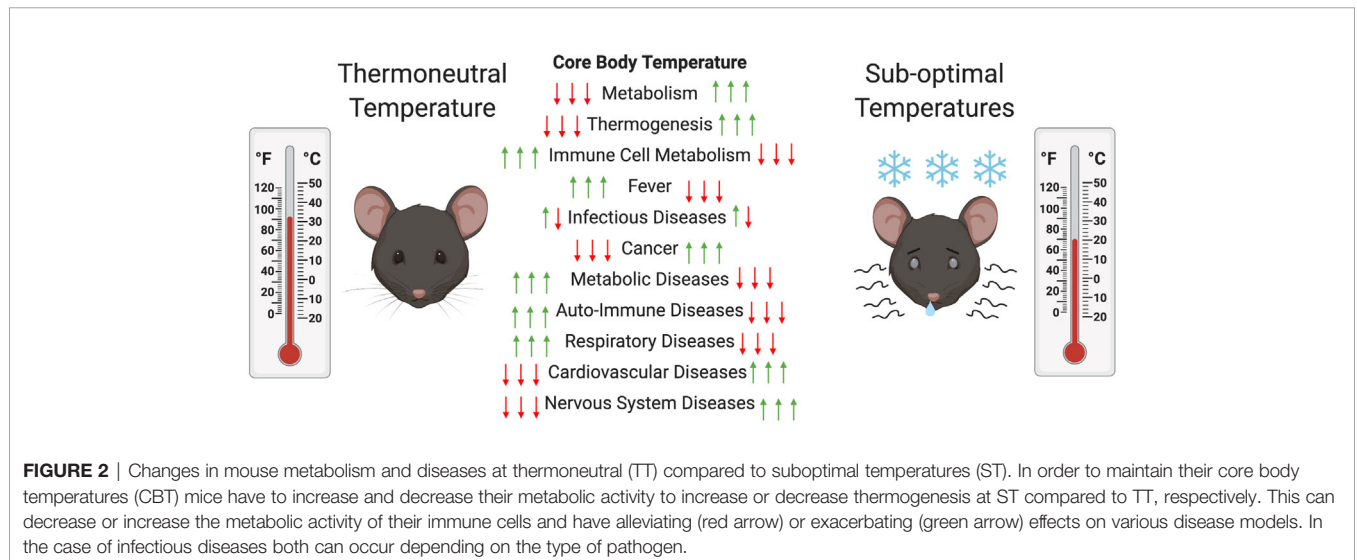 Thermoneutral
Temperature
Core Body Temperature
↓↓↓ Metabolism ↑↑↑
↓↓↓ Thermogenesis ↑↑↑
↑↑↑ Immune Cell Metabolism ↓↓↓
↑↑↑ Fever ↓↓↓
↑↓ Infectious Diseases ↑↓
↓↓↓ Cancer ↑↑↑
↑↑↑ Metabolic Diseases ↓↓↓
↑↑↑ Auto-Immune Diseases ↓↓↓
↑↑↑ Respiratory Diseases ↓↓↓
↓↓↓ Cardiovascular Diseases ↑↑↑
↓↓↓ Nervous System Diseases ↑↑↑
Sub-optimal
Temperatures
°F °C
120
100
80
60
40
20
0
50
40
30
20
10
0
10
20
°F °C
120
100
80
60
40
20
0
50
40
30
20
10
0
10
20
FIGURE 2 | Changes in mouse metabolism and diseases at thermoneutral (TT) compared to suboptimal temperatures (ST). In order to maintain their core body
temperatures (CBT) mice have to increase and decrease their metabolic activity to increase or decrease thermogenesis at ST compared to TT, respectively. This can
decrease or increase the metabolic activity of their immune cells and have alleviating (red arrow) or exacerbating (green arrow) effects on various disease models. In
the case of infectious diseases both can occur depending on the type of pathogen.